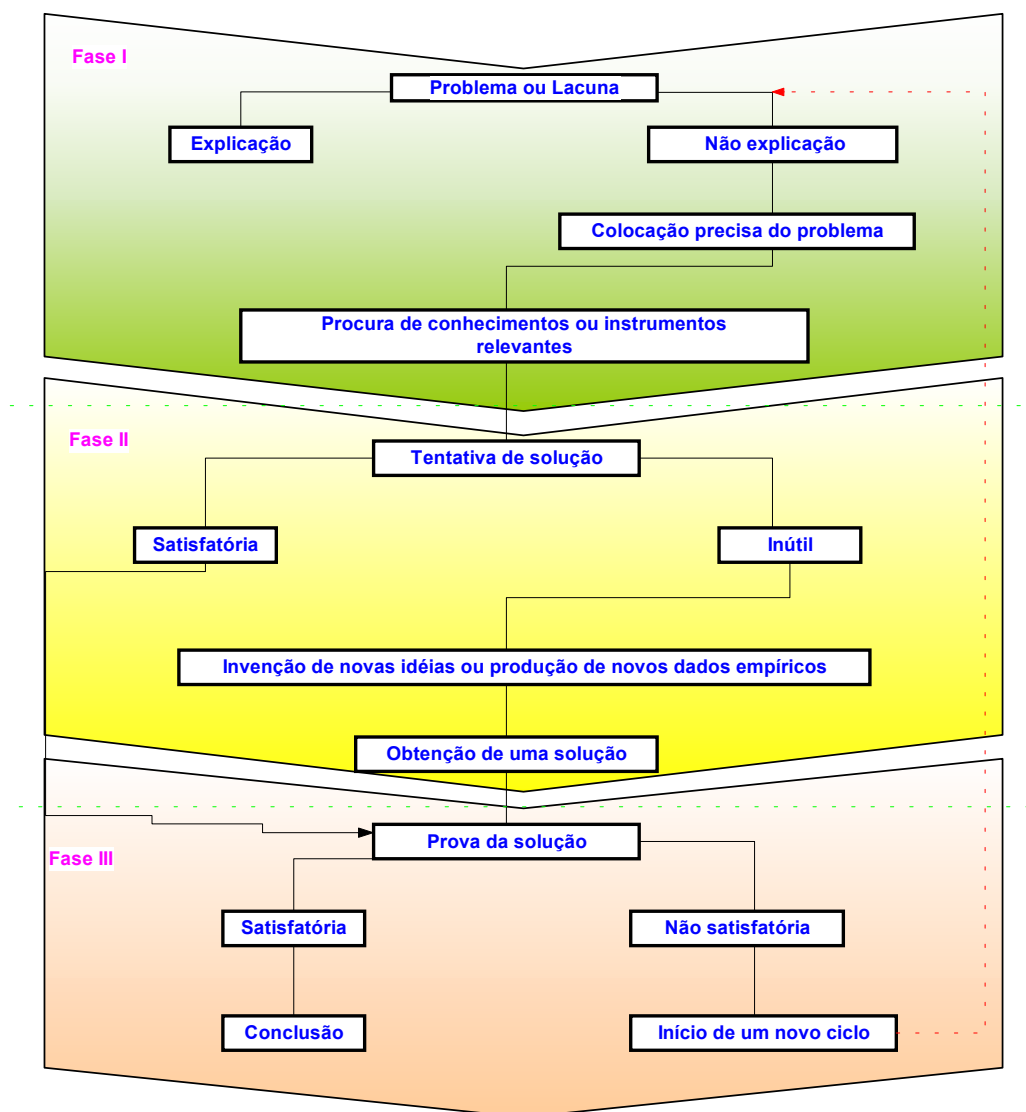 Fase I
Problema ou Lacuna
Explicação
Não explicação
Colocação precisa do problema
Procura de conhecimentos ou instrumentos
relevantes
Fase II
Tentativa de solução
Satisfatória
Inútil
Invenção de novas idéias ou produção de novos dados empíricos
Obtenção de uma solução
Prova da solução
Fase III
Satisfatória
Não satisfatória
Conclusão
Início de um novo ciclo